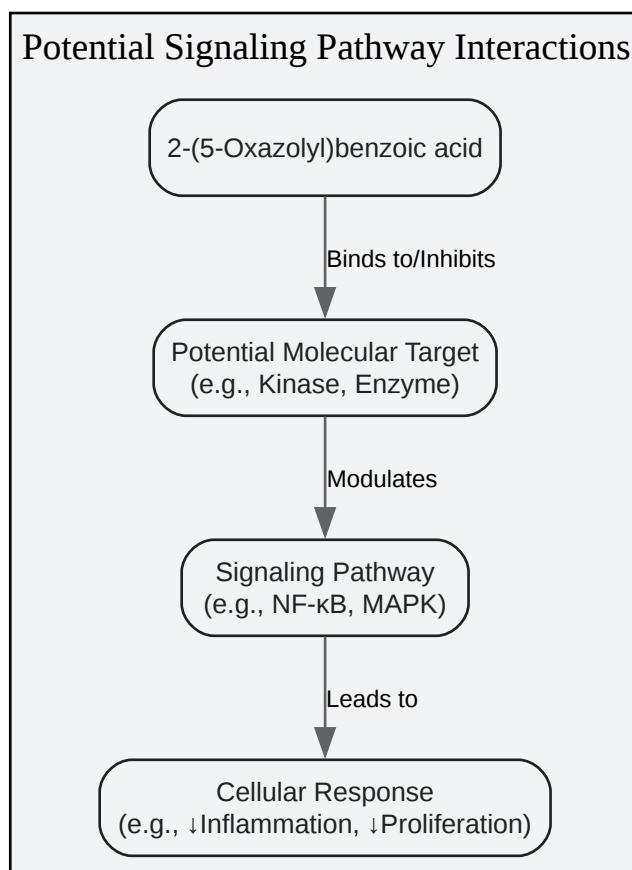 Potential Signaling Pathway Interactions
2-(5-Oxazolyl)benzoic acid
Binds to/Inhibits
Potential Molecular Target
(e.g., Kinase, Enzyme)
Modulates
Signaling Pathway
(e.g., NF-κB, MAPK)
Leads to
Cellular Response
(e.g., ↓Inflammation, ↓Proliferation)